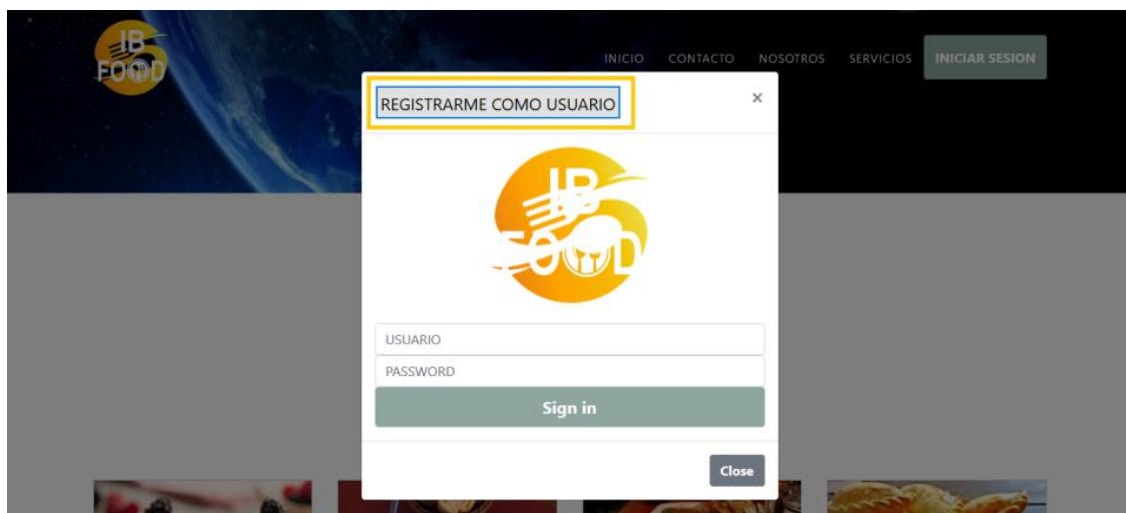 IB
FOOD
INICIO CONTACTO NOSOTROS SERVICIOS INICIAR SESION
REGISTRARME COMO USUARIO
×
IB
FOOD
USUARIO
PASSWORD
Sign in
Close